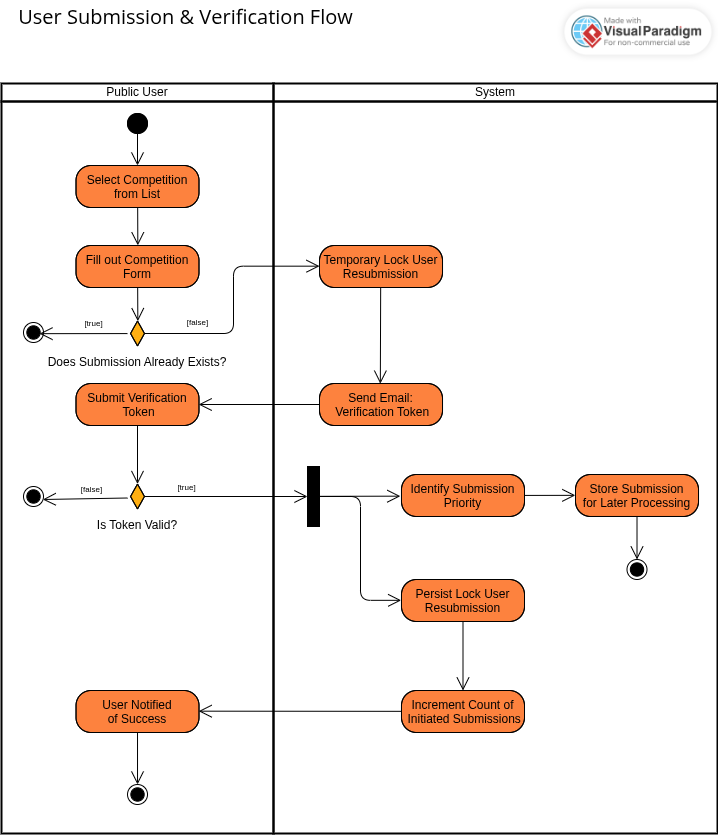 User Submission & Verification Flow
Made with
VisualParadigm
For non-commercial use
Public User
System
Select Competition
from List
Fill out Competition
Form
Temporary Lock User
Resubmission
[true]
[false]
Does Submission Already Exists?
Submit Verification
Token
Send Email:
Verification Token
[false]
[true]
Is Token Valid?
Identify Submission
Priority
Store Submission
for Later Processing
Persist Lock User
Resubmission
User Notified
of Success
Increment Count of
Initiated Submissions